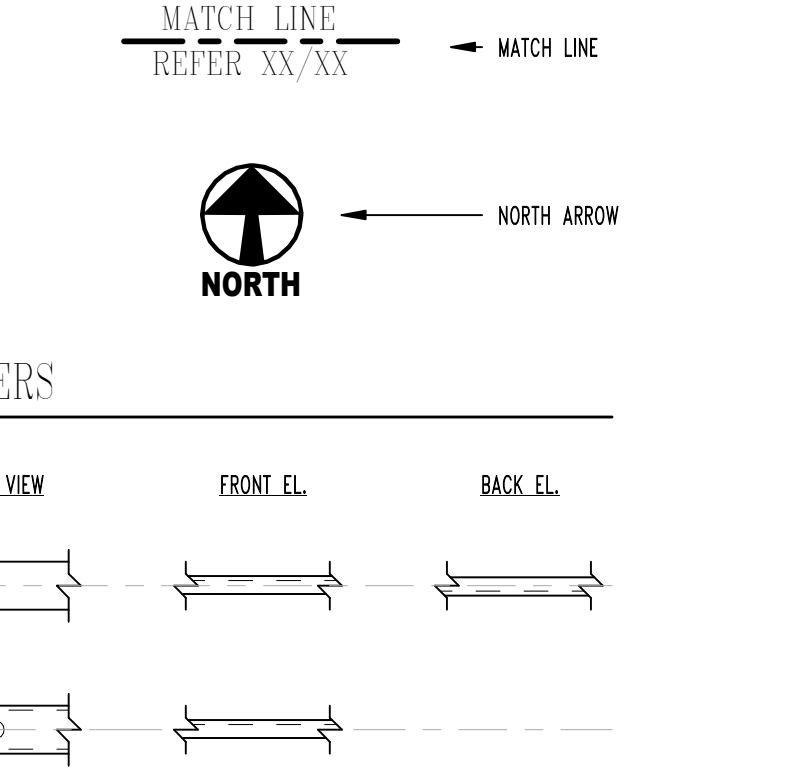 MATCH LINE
REFER XX/XX
MATCH LINE
NORTH
NORTH ARROW
ERS
VIEW
FRONT EL.
BACK EL.